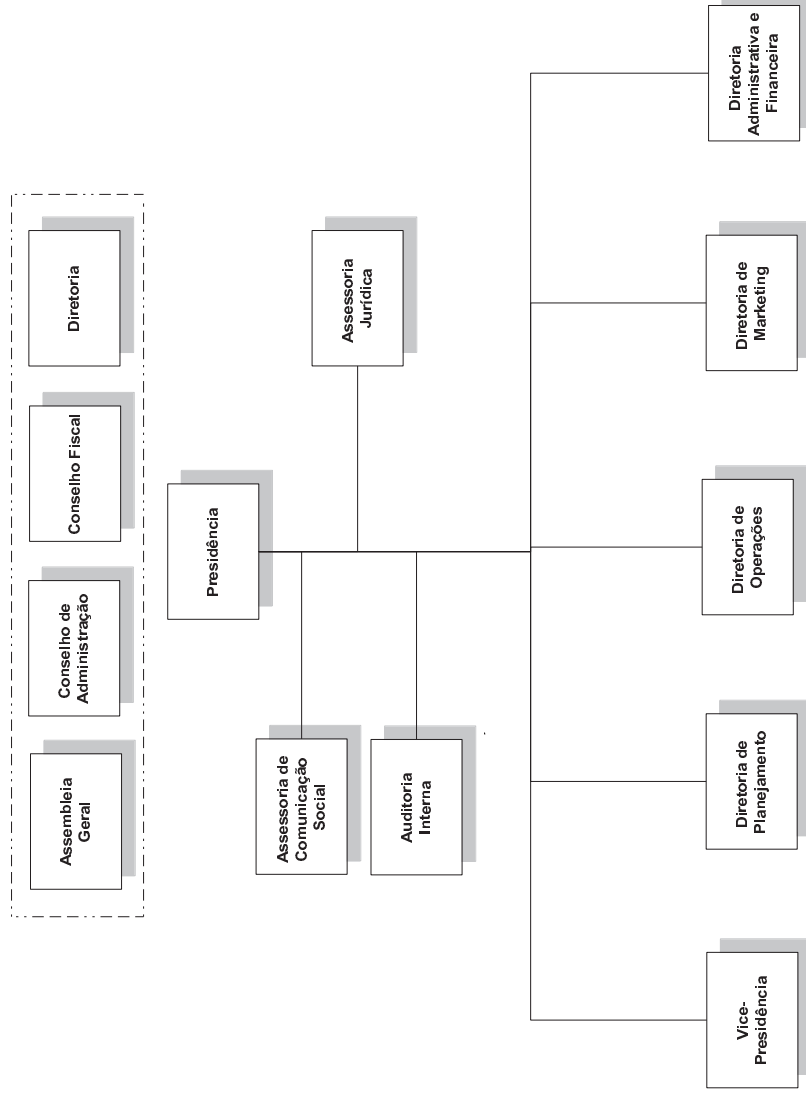 Assembleia
Geral
Conselho de
Administração
Conselho Fiscal
Diretoria
Presidência
Assessoria de
Comunicação
Social
Assessoria
Jurídica
Auditoria
Interna
Vice-
Presidência
Diretoria de
Planejamento
Diretoria de
Operações
Diretoria de
Marketing
Diretoria
Administrativa e
Financeira